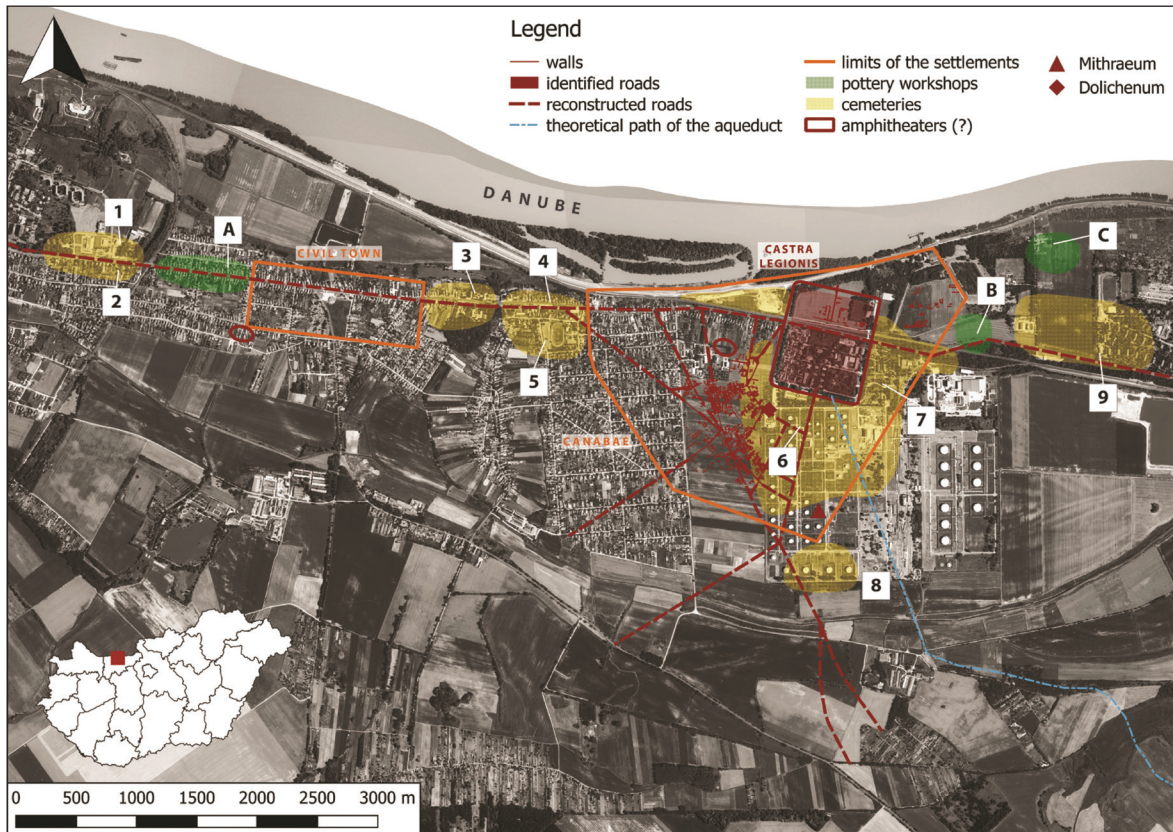 Legend
walls
identified roads
reconstructed roads
theoretical path of the aqueduct
limits of the settlements
pottery workshops
cemeteries
amphitheaters (?)
Mithraeum
Dolichenum
DANUBE
CASTRA
LEGIONIS
CIVIL TOWN
CANABAE
1
A
2
3
4
5
6
7
8
B
C
9
0 500 1000 1500 2000 2500 3000 m